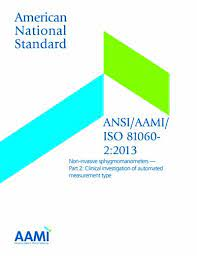 American
National
Standard
ANSI/AAMI/
ISO 81060-
2:2013
Non-invasive sphygmomanometers—
Part 2: Clinical investigation of automated
measurement type
AAMI